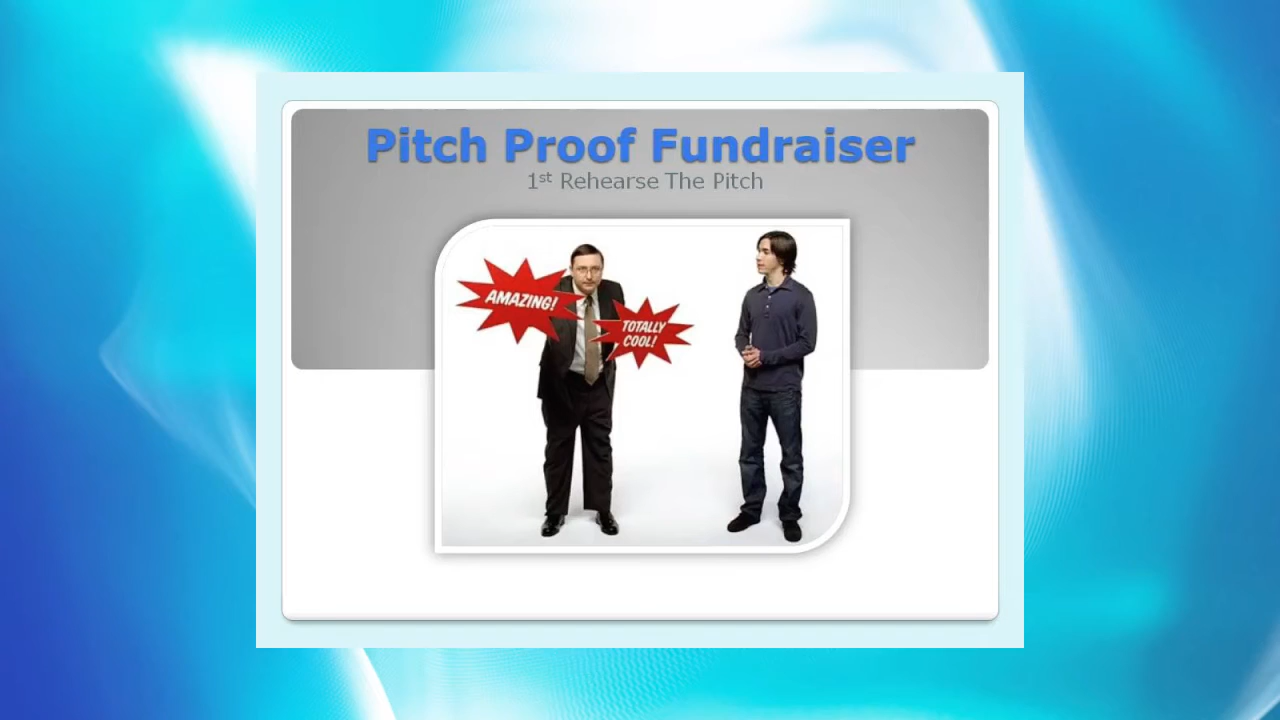 Pitch Proof Fundraiser
1st Rehearse The Pitch
AMAZING!
TOTALLY
COOL!